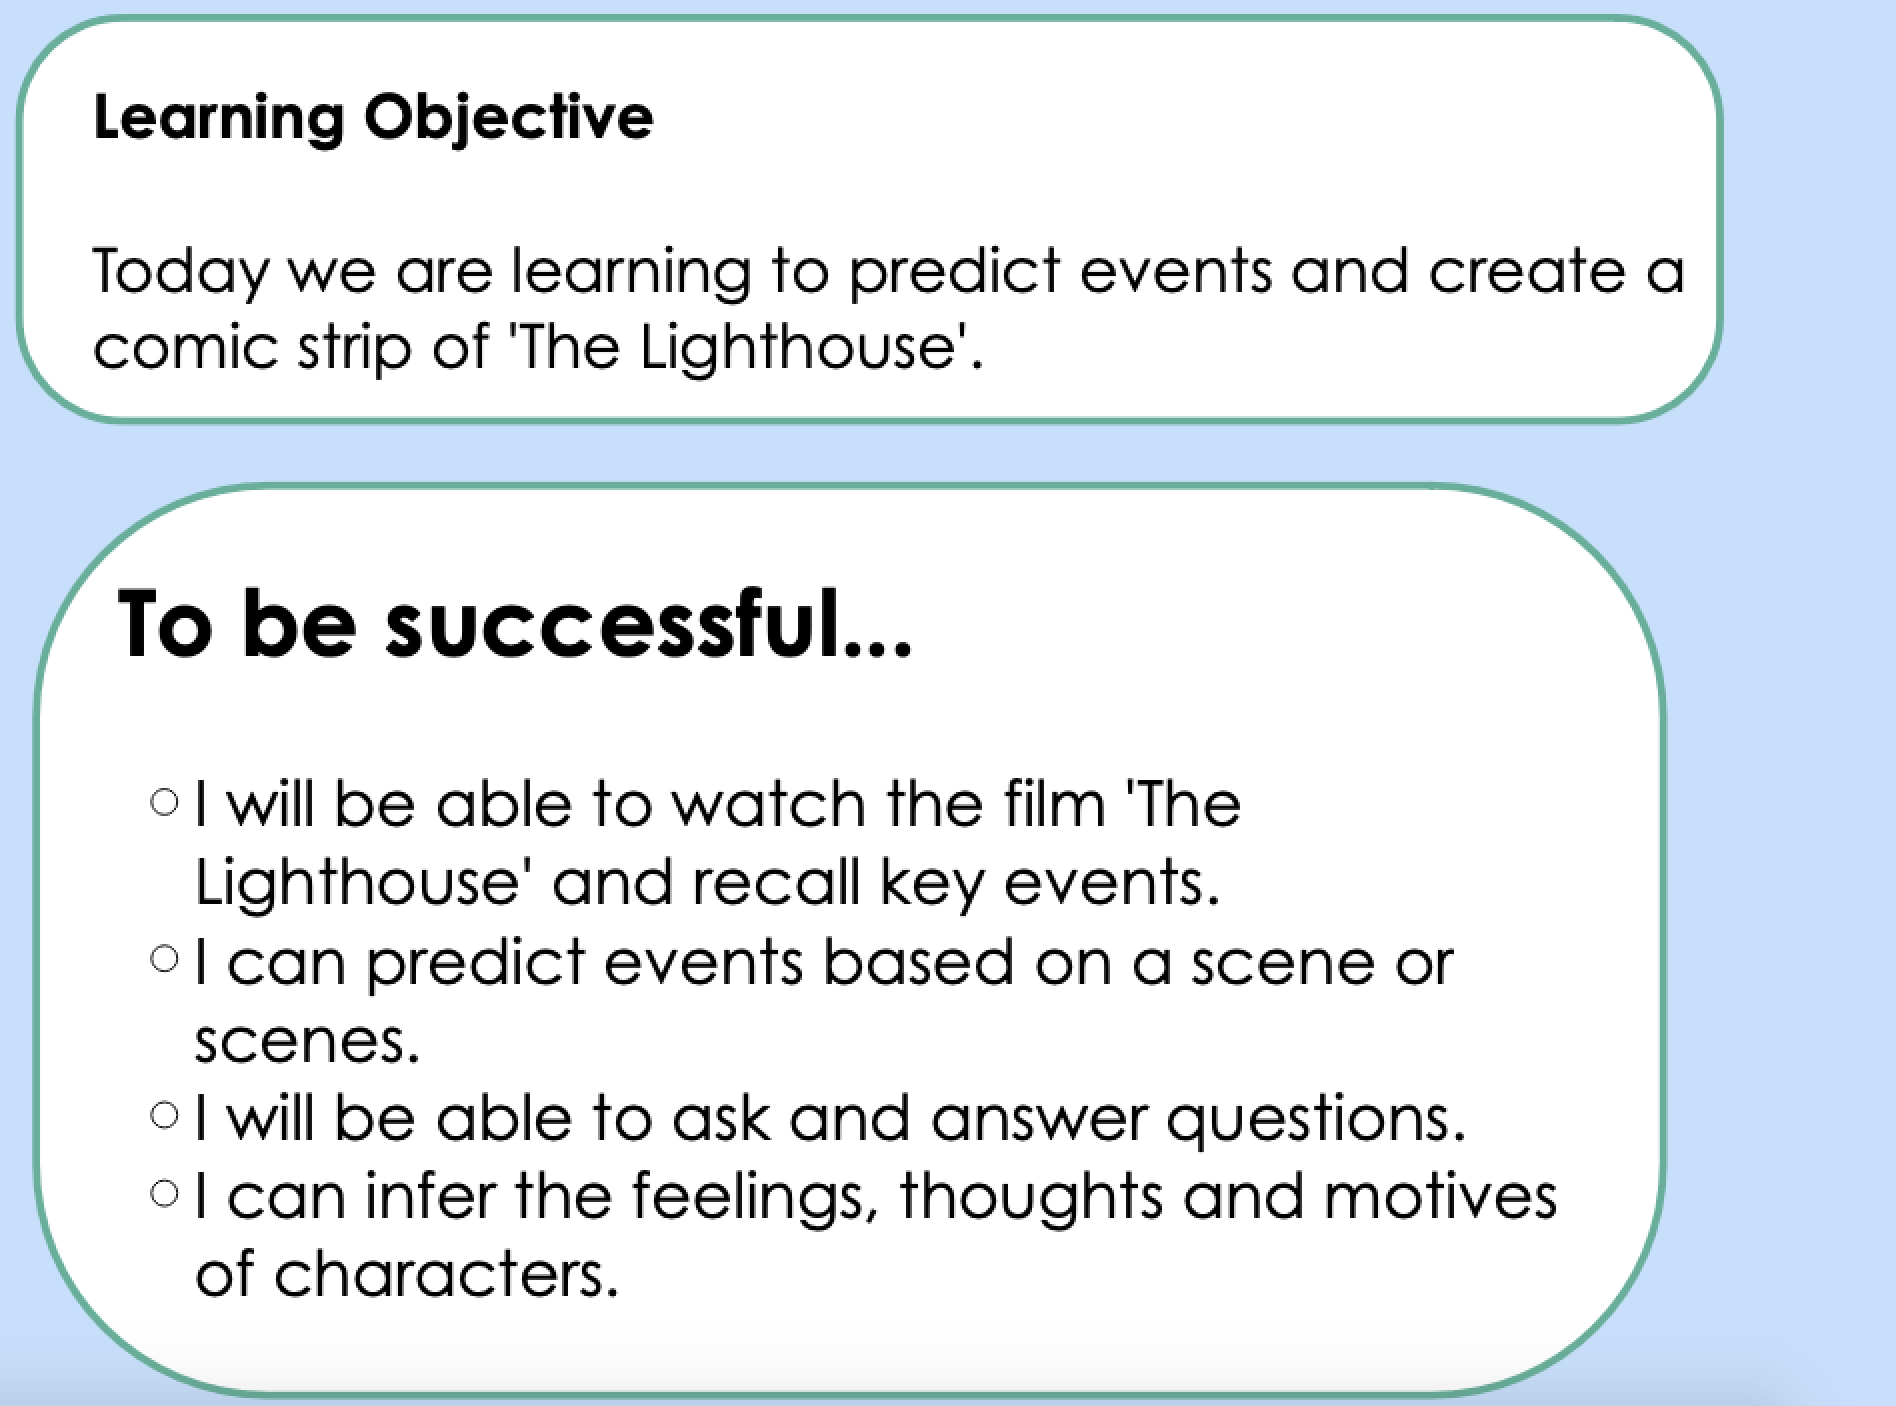 Learning Objective
Today we are learning to predict events and create a
comic strip of 'The Lighthouse'.
To be successful...
○ I will be able to watch the film 'The
Lighthouse' and recall key events.
○ I can predict events based on a scene or
scenes.
○ I will be able to ask and answer questions.
○ I can infer the feelings, thoughts and motives
of characters.